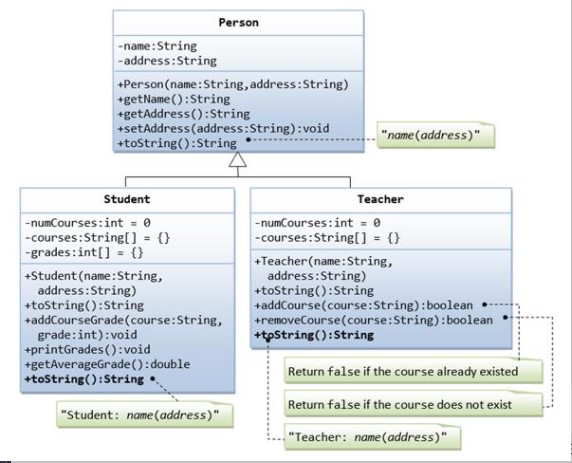 Person
-name:String
-address:String
+Person(name:String,address:String)
+getName():String
+getAddress():String
+setAddress(address:String):void
+toString():String
"name(address)"
Student
-numCourses:int = 0
-courses:String[] = {}
-grades:int[] = {}
+Student(name:String,
address:String)
+toString():String
+addCourseGrade(course:String,
grade:int):void
+printGrades():void
+getAverageGrade():double
+toString():String
"Student: name(address)"
Teacher
-numCourses:int = 0
-courses:String[] = {}
+Teacher(name:String,
address:String)
+toString():String
+addCourse(course:String):boolean
+removeCourse(course:String):boolean
+toString():String
Return false if the course already existed
Return false if the course does not exist
"Teacher: name(address)"